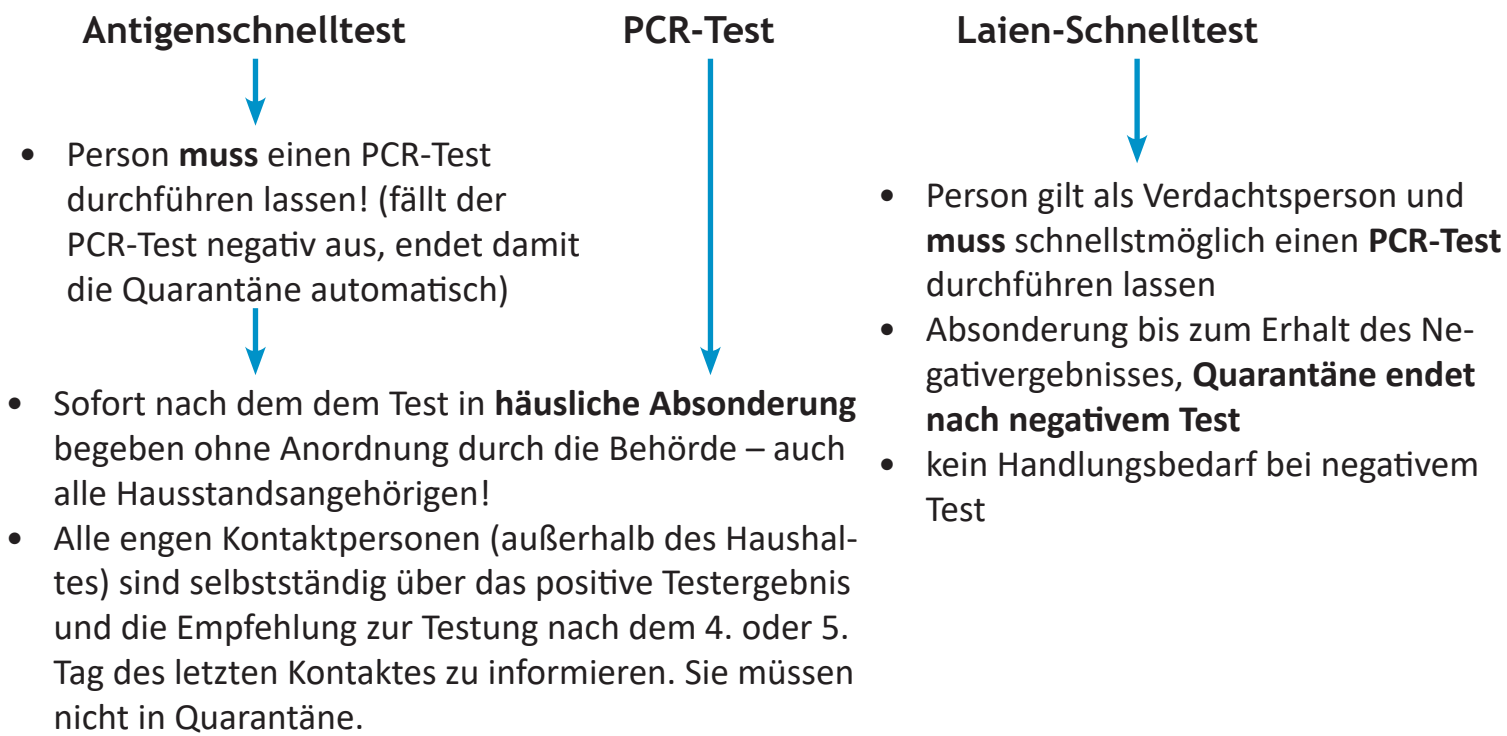 Antigenschnelltest
PCR-Test
Laien-Schnelltest
• Person muss einen PCR-Test
durchführen lassen! (fällt der
PCR-Test negativ aus, endet damit
die Quarantäne automatisch)
• Sofort nach dem dem Test in häusliche Absonderung
begeben ohne Anordnung durch die Behörde – auch
alle Hausstandsangehörigen!
• Alle engen Kontaktpersonen (außerhalb des Haushal-
tes) sind selbstständig über das positive Testergebnis
und die Empfehlung zur Testung nach dem 4. oder 5.
Tag des letzten Kontaktes zu informieren. Sie müssen
nicht in Quarantäne.
• Person gilt als Verdachtsperson und
muss schnellstmöglich einen PCR-Test
durchführen lassen
• Absonderung bis zum Erhalt des Ne-
gativergebnisses, Quarantäne endet
nach negativem Test
• kein Handlungsbedarf bei negativem
Test